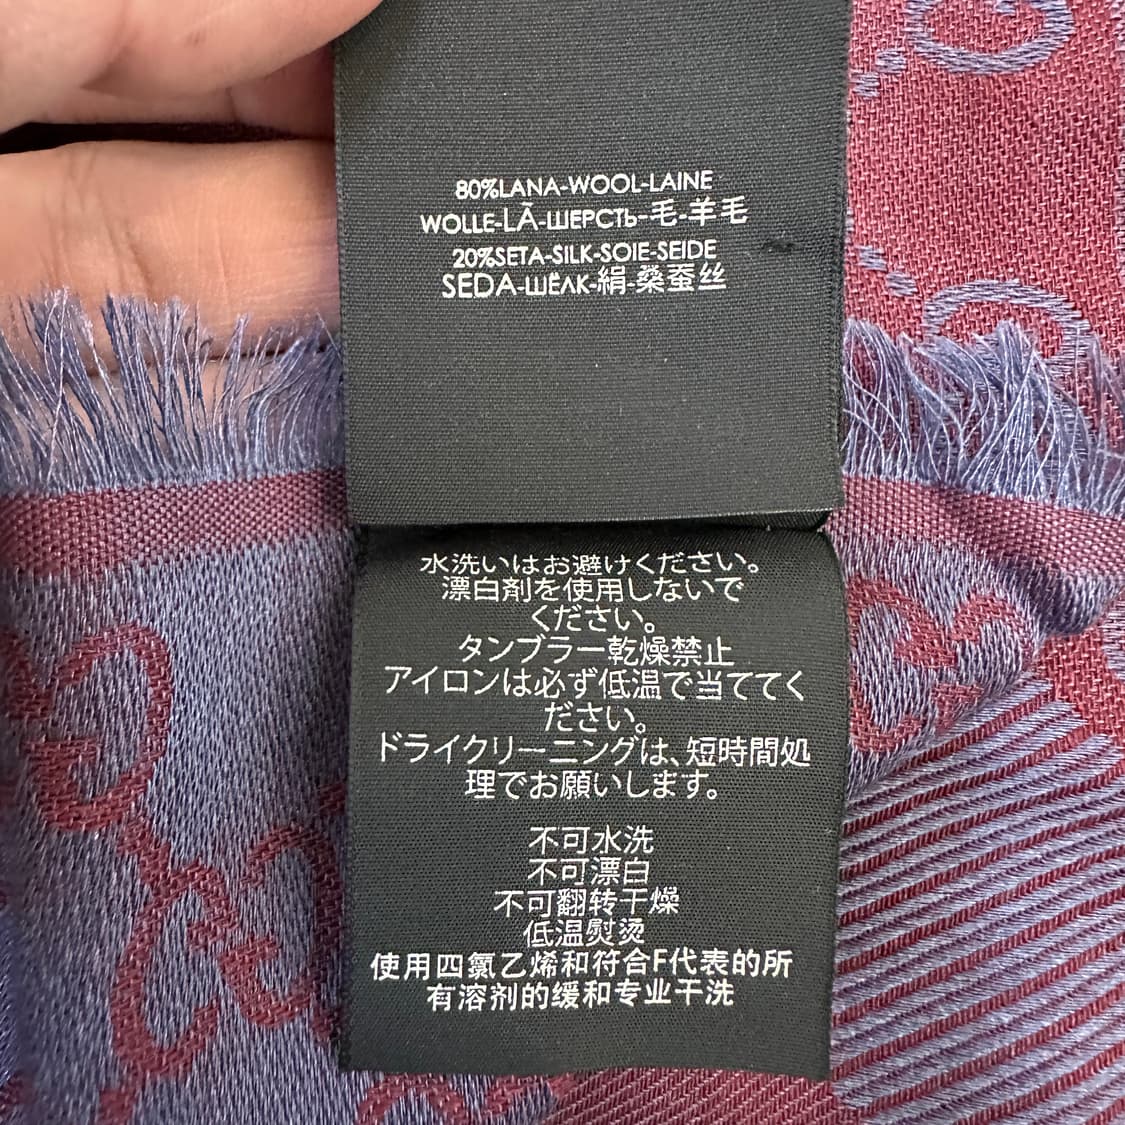 80%LANA-WOOL-LAINE
WOLLE-LÃ-ШЕРСТЬ-毛-羊毛
20%SETA-SILK-SOIE-SEIDE
SEDA-ШЁЛК-絹-桑蚕丝
水洗いはお避けください。
漂白剤を使用しないで
ください。
タンブラー乾燥禁止
アイロンは必ず低温で当ててく
ださい。
ドライクリーニングは、短時間処
理でお願いします。
不可水洗
不可漂白
不可翻转干燥
低温熨烫
使用四氯乙烯和符合F代表的所
有溶剂的缓和专业干洗